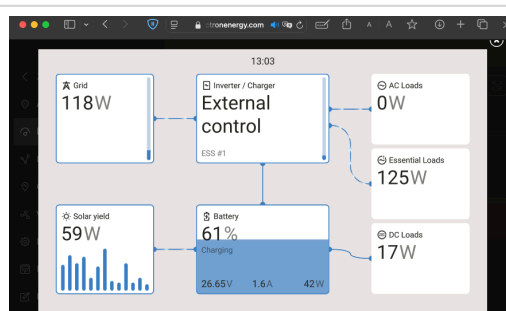 tronenergy.com
13:03
Grid
118W
Inverter / Charger
External
control
ESS #1
AC Loads
0W
Essential Loads
125W
Solar yield
59W
Battery
61%
Charging
26.65V 1.6A 42W
DC Loads
17W